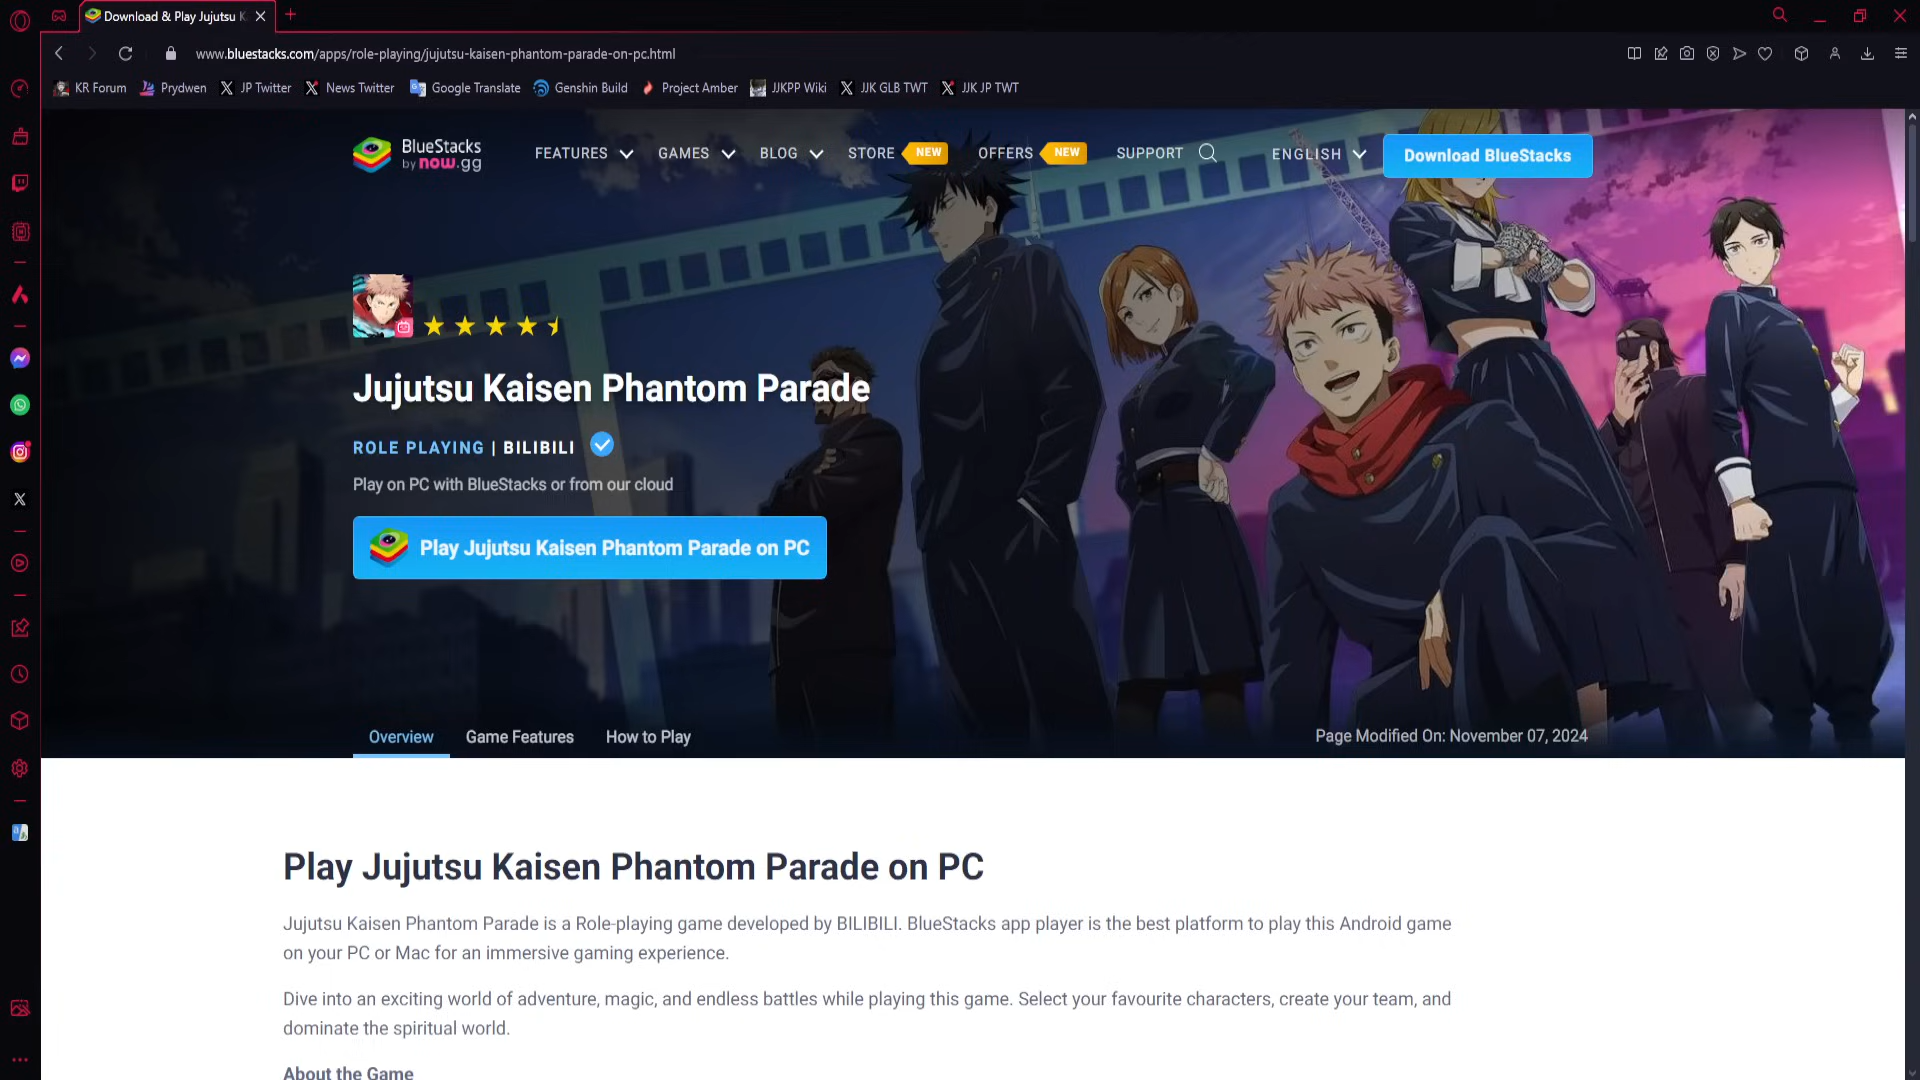 Download & Play Jujutsu K
www.bluestacks.com/apps/role-playing/jujutsu-kaisen-phantom-parade-on-pc.html
KR Forum Prydwen JP Twitter News Twitter Google Translate Genshin Build Project Amber JJKPP Wiki JJK GLB TWT JJK JP TWT
BlueStacks
by now.gg
FEATURES GAMES BLOG STORE NEW OFFERS NEW SUPPORT ENGLISH Download BlueStacks
Jujutsu Kaisen Phantom Parade
ROLE PLAYING | BILIBILI
Play on PC with BlueStacks or from our cloud
Play Jujutsu Kaisen Phantom Parade on PC
Overview Game Features How to Play Page Modified On: November 07, 2024
Play Jujutsu Kaisen Phantom Parade on PC
Jujutsu Kaisen Phantom Parade is a Role-playing game developed by BILIBILI. BlueStacks app player is the best platform to play this Android game
on your PC or Mac for an immersive gaming experience.
Dive into an exciting world of adventure, magic, and endless battles while playing this game. Select your favourite characters, create your team, and
dominate the spiritual world.
About the Game